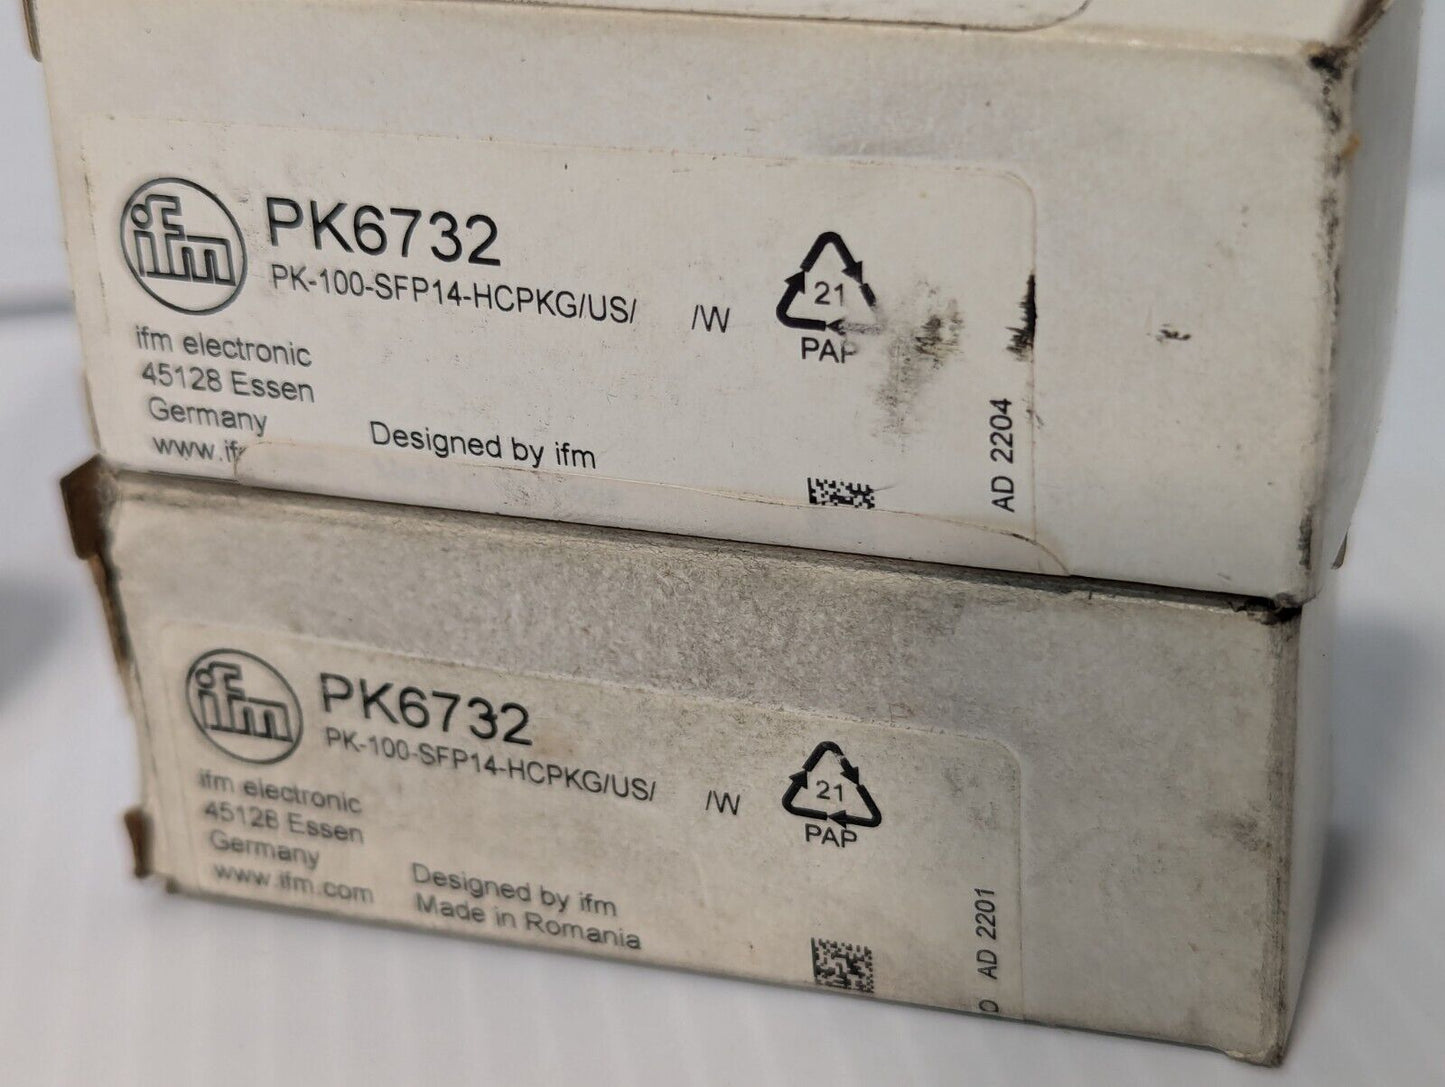 ifm
PK6732
PK-100-SFP14-HCPKG/US/ /W
ifm electronic
45128 Essen
Germany
Designed by ifm
21
PAP
AD 2204
ifm
PK6732
PK-100-SFP14-HCPKG/US/ /W
ifm electronic
45128 Essen
Germany
www.ifm.com
Designed by ifm
Made in Romania
21
PAP
AD 2201